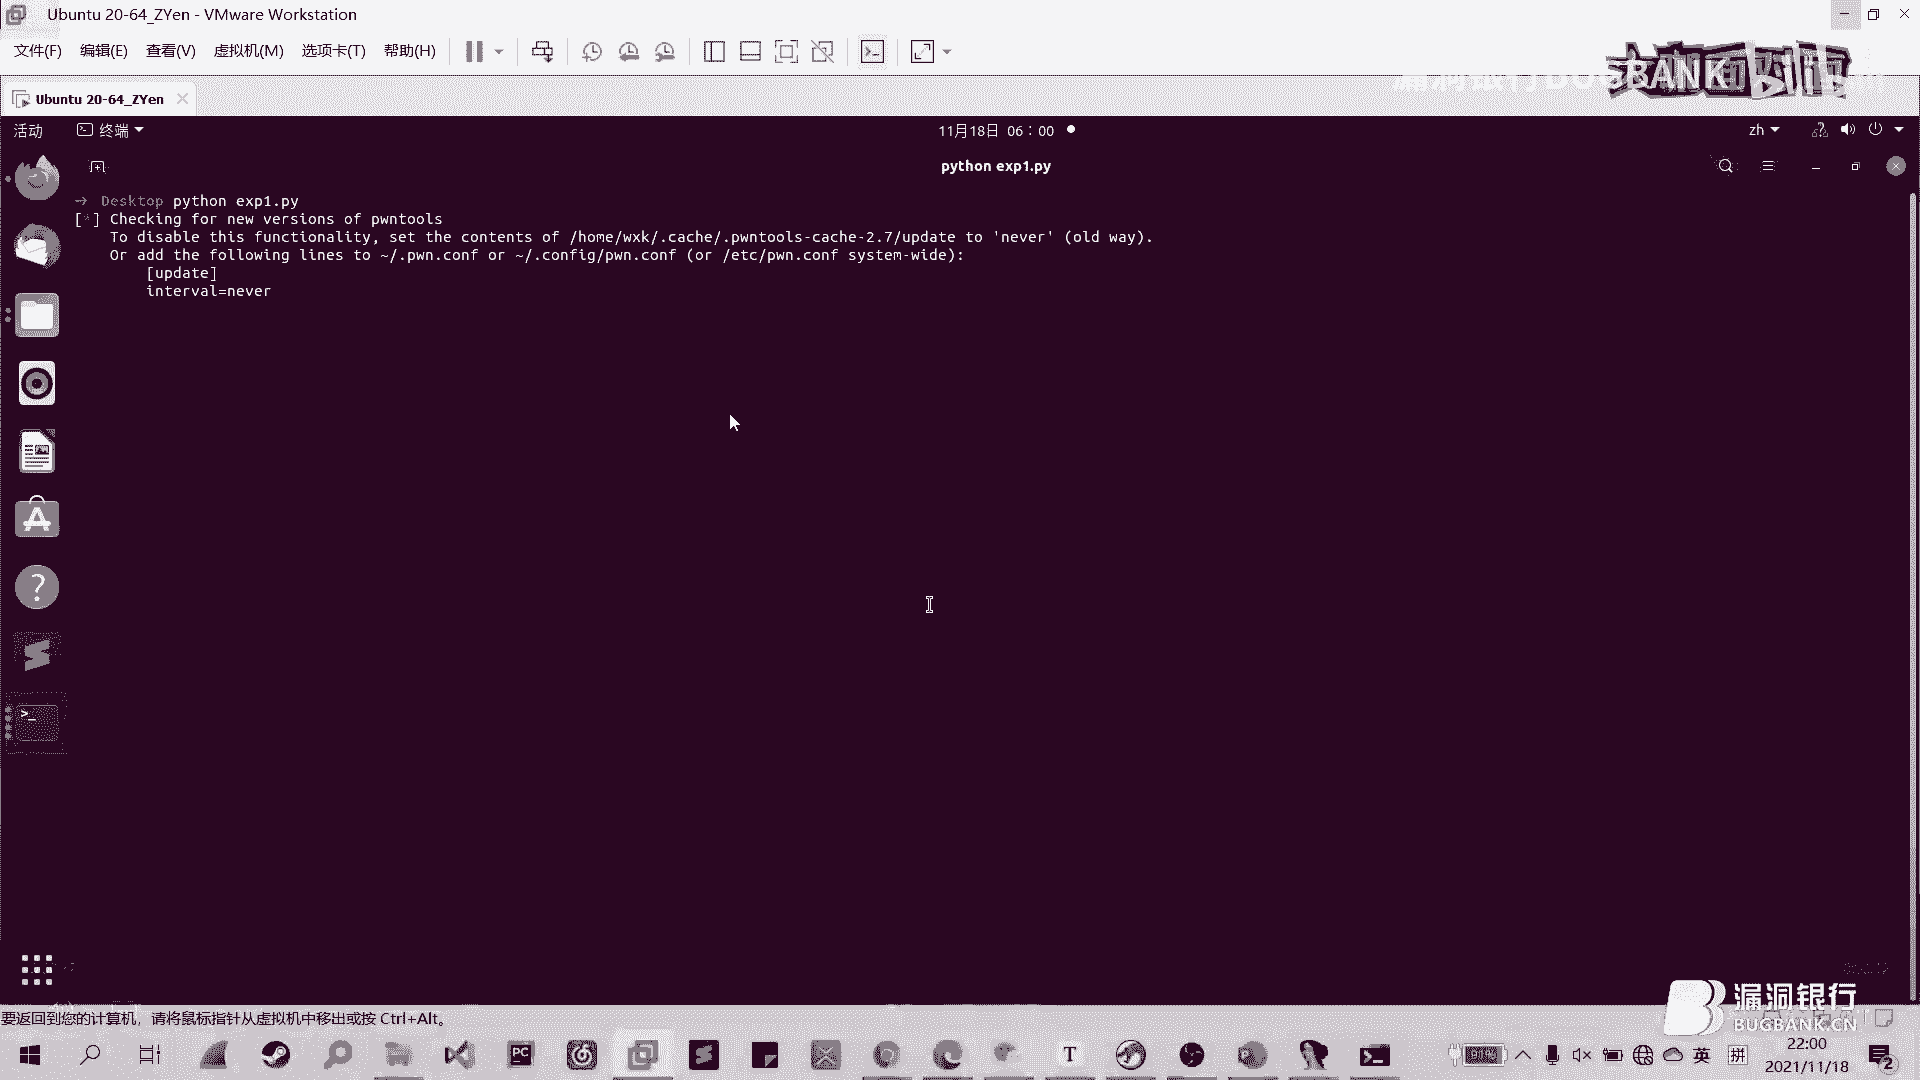 Ubuntu 20-64_ZYen - VMware Workstation
文件(F) 编辑(E) 查看(V) 虚拟机(M) 选项卡(T) 帮助(H)
BANK
Ubuntu 20-64_ZYen
活动 终端 11月18日 06：00 zh
python exp1.py
→ Desktop python exp1.py
[*] Checking for new versions of pwntools
To disable this functionality, set the contents of /home/wxk/.cache/.pwntools-cache-2.7/update to 'never' (old way).
Or add the following lines to ~/.pwn.conf or ~/.config/pwn.conf (or /etc/pwn.conf system-wide):
[update]
interval=never
漏洞银行
BUGBANK.CN
要返回到您的计算机，请将鼠标指针从虚拟机中移出或按 Ctrl+Alt。
PC
T
英 拼
22:00
2021/11/18
2